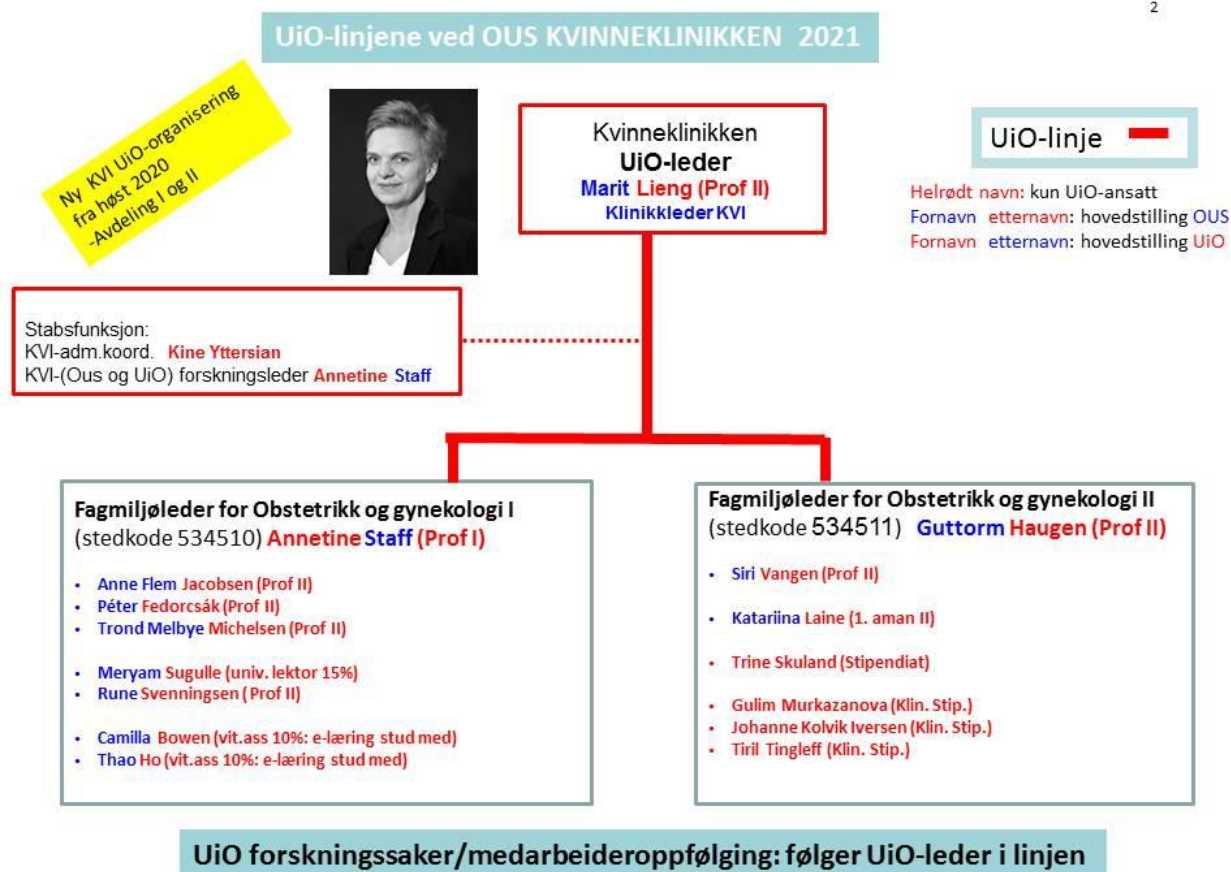 2
UiO-linjene ved OUS KVINNEKLINIKKEN 2021
Ny KVI UiO-organisering
fra høst 2020
-Avdeling I og II
Kvinneklinikken
UiO-leder
Marit Lieng (Prof II)
Klinikkleder KVI
UiO-linje
Helrødt navn: kun UiO-ansatt
Fornavn etternavn: hovedstilling OUS
Fornavn etternavn: hovedstilling UiO
Stabsfunksjon:
KVI-adm.koord. Kine Yttersian
KVI-(Ous og UiO) forskningsleder Annetine Staff
Fagmiljøleder for Obstetrikk og gynekologi I
(stedkode 534510) Annetine Staff (Prof I)
• Anne Flem Jacobsen (Prof II)
• Péter Fedorcsák (Prof II)
• Trond Melbye Michelsen (Prof II)
• Meryam Sugulle (univ. lektor 15%)
• Rune Svenningsen ( Prof II)
• Camilla Bowen (vit.ass 10%: e-læring stud med)
• Thao Ho (vit.ass 10%: e-læring stud med)
Fagmiljøleder for Obstetrikk og gynekologi II
(stedkode 534511) Guttorm Haugen (Prof II)
• Siri Vangen (Prof II)
• Katariina Laine (1. aman II)
• Trine Skuland (Stipendiat)
• Gulim Murkazanova (Klin. Stip.)
• Johanne Kolvik Iversen (Klin. Stip.)
• Tiril Tingleff (Klin. Stip.)
UiO forskningssaker/medarbeideroppfølging: følger UiO-leder i linjen